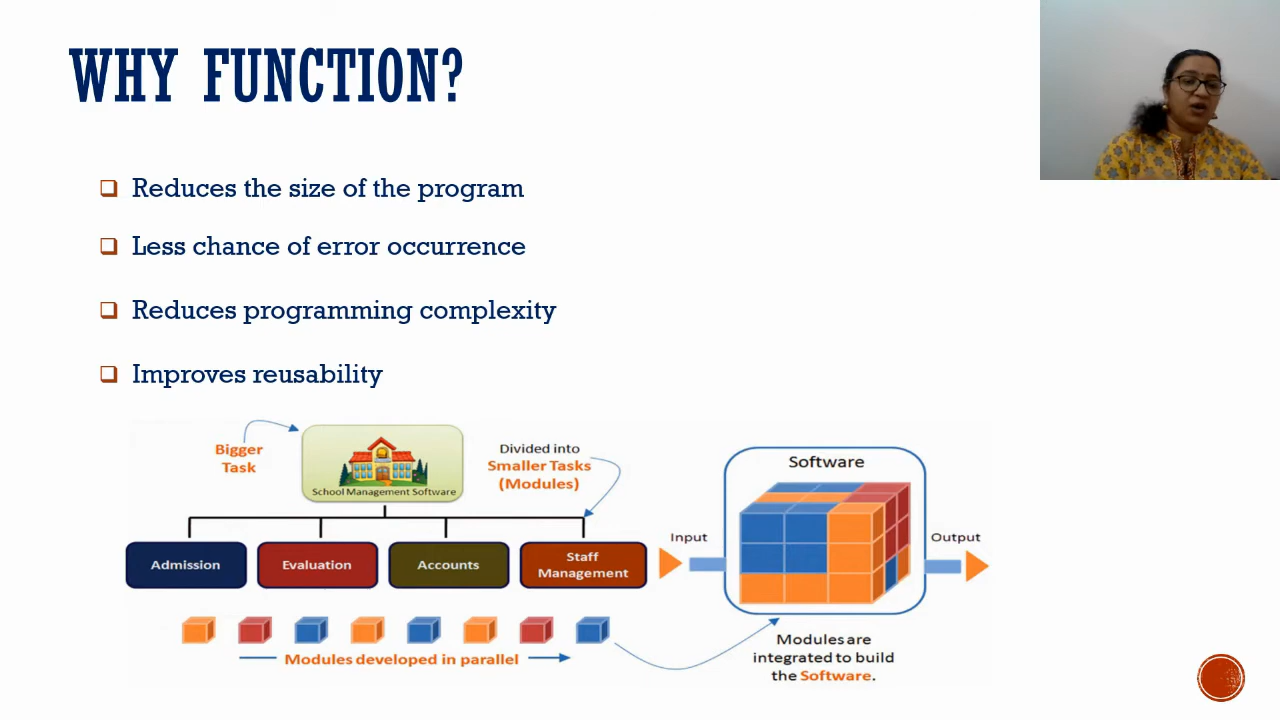 WHY FUNCTION?
Reduces the size of the program
Less chance of error occurrence
Reduces programming complexity
Improves reusability
Bigger
Task
School Management Software
Divided into
Smaller Tasks
(Modules)
Admission
Evaluation
Accounts
Staff
Management
Modules developed in parallel
Input
Software
Output
Modules are
integrated to build
the Software.